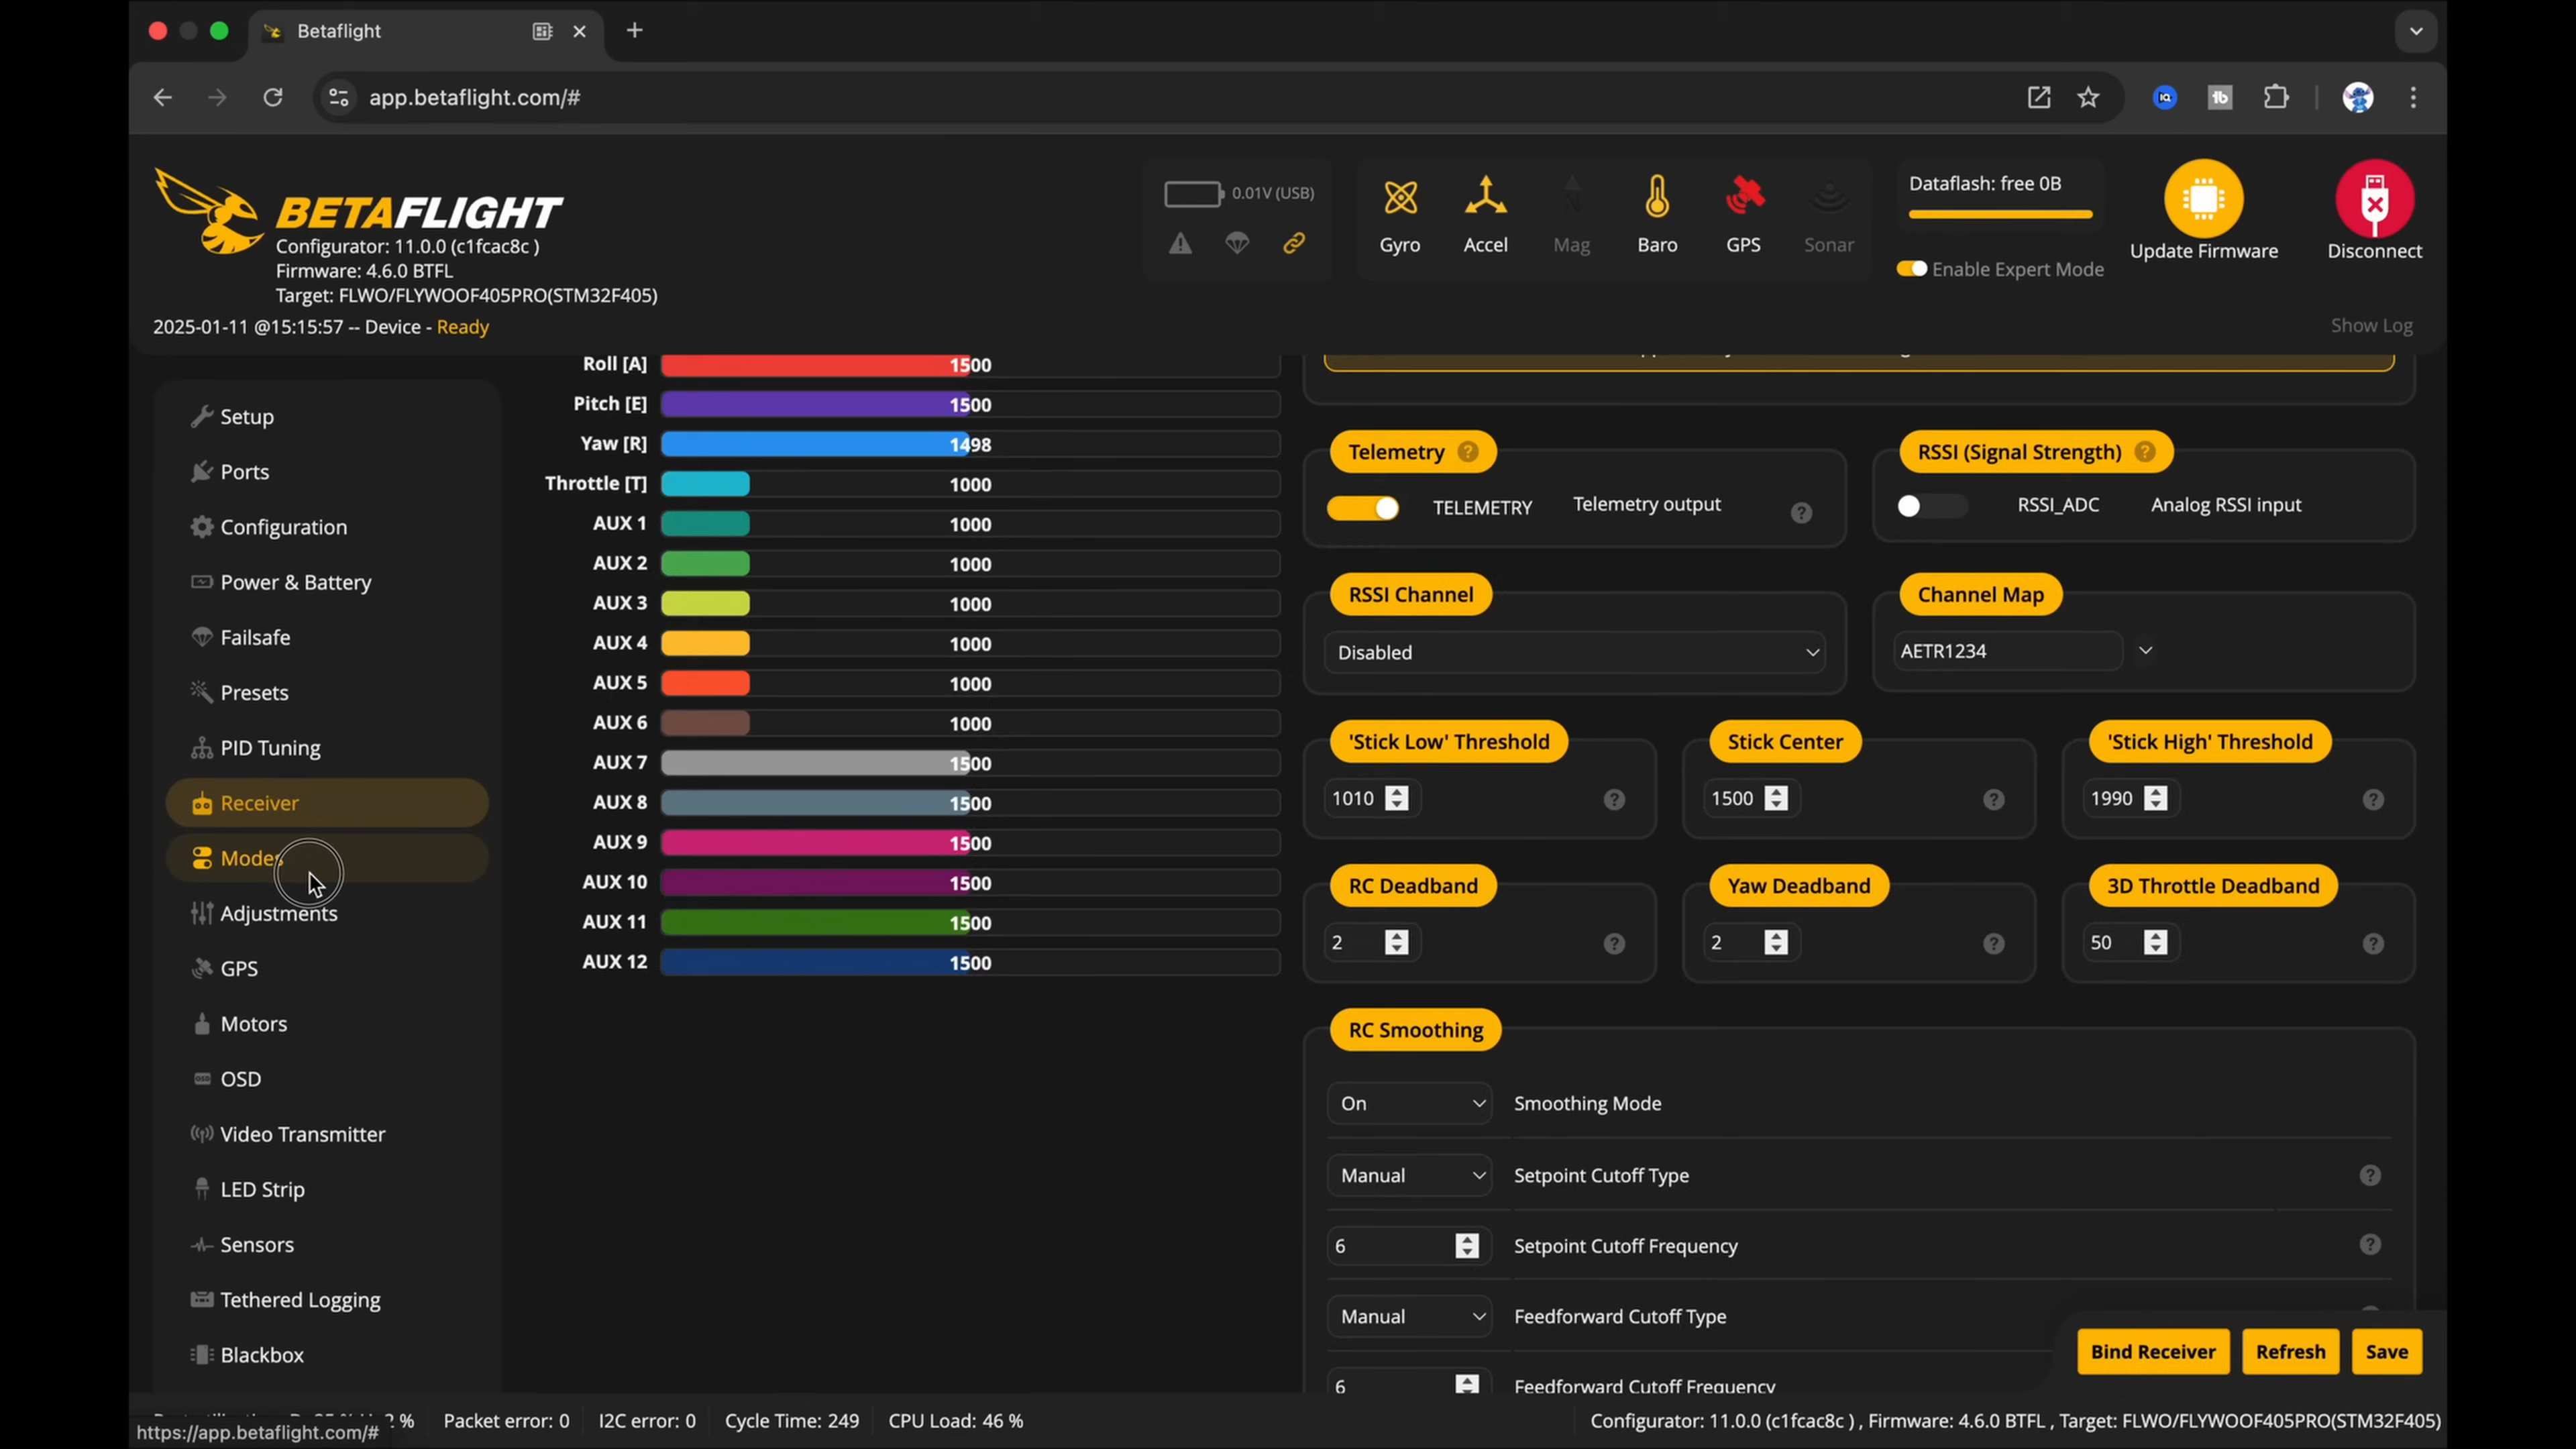 Betaflight
app.betaflight.com/#
BETAFLIGHT
Configurator: 11.0.0 (c1fcac8c )
Firmware: 4.6.0 BTFL
Target: FLWO/FLYWOOF405PRO(STM32F405)
2025-01-11 @15:15:57 -- Device - Ready
0.01V (USB)
Gyro
Accel
Mag
Baro
GPS
Sonar
Dataflash: free 0B
Enable Expert Mode
Update Firmware
Disconnect
Show Log
Setup
Ports
Configuration
Power & Battery
Failsafe
Presets
PID Tuning
Receiver
Modes
Adjustments
GPS
Motors
OSD
Video Transmitter
LED Strip
Sensors
Tethered Logging
Blackbox
Roll [A] 1500
Pitch [E] 1500
Yaw [R] 1498
Throttle [T] 1000
AUX 1 1000
AUX 2 1000
AUX 3 1000
AUX 4 1000
AUX 5 1000
AUX 6 1000
AUX 7 1500
AUX 8 1500
AUX 9 1500
AUX 10 1500
AUX 11 1500
AUX 12 1500
Telemetry ?
TELEMETRY Telemetry output ?
RSSI (Signal Strength) ?
RSSI_ADC Analog RSSI input
RSSI Channel
Disabled
Channel Map
AETR1234
'Stick Low' Threshold
1010 ?
Stick Center
1500 ?
'Stick High' Threshold
1990 ?
RC Deadband
2 ?
Yaw Deadband
2 ?
3D Throttle Deadband
50 ?
RC Smoothing
On Smoothing Mode
Manual Setpoint Cutoff Type ?
6 Setpoint Cutoff Frequency ?
Manual Feedforward Cutoff Type
6 Feedforward Cutoff Frequency
Bind Receiver
Refresh
Save
Packet error: 0
I2C error: 0
Cycle Time: 249
CPU Load: 46 %
Configurator: 11.0.0 (c1fcac8c ) , Firmware: 4.6.0 BTFL , Target: FLWO/FLYWOOF405PRO(STM32F405)
https://app.betaflight.com/#